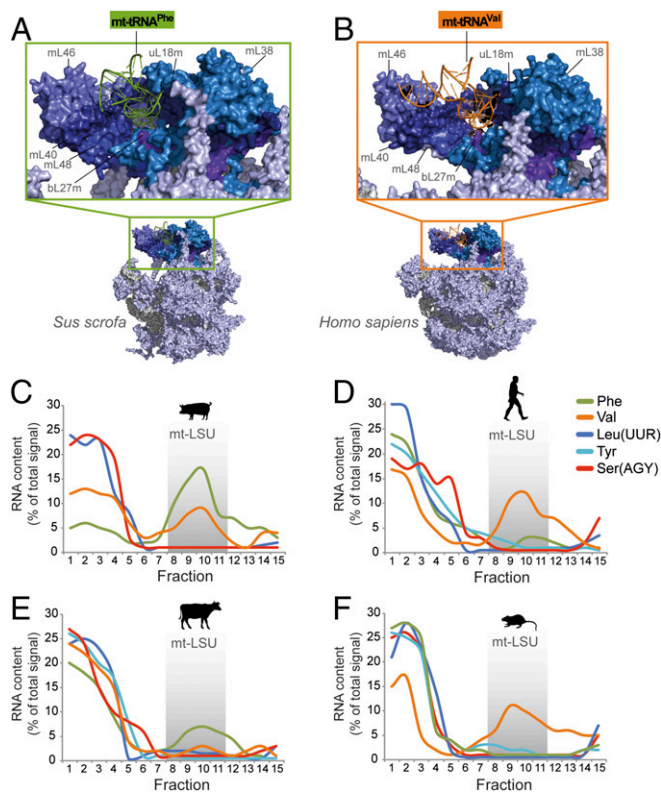 A
mt-tRNAPhe
mL46
uL18m
mL38
mL40
mL48
bL27m
Sus scrofa
B
mt-tRNAVal
mL46
uL18m
mL38
mL40
mL48
bL27m
Homo sapiens
C
RNA content
(% of total signal)
30
25
20
15
10
5
0
mt-LSU
1 2 3 4 5 6 7 8 9 10 11 12 13 14 15
Fraction
D
RNA content
(% of total signal)
30
25
20
15
10
5
0
mt-LSU
1 2 3 4 5 6 7 8 9 10 11 12 13 14 15
Fraction
Phe
Val
Leu(UUR)
Tyr
Ser(AGY)
E
RNA content
(% of total signal)
30
25
20
15
10
5
0
mt-LSU
1 2 3 4 5 6 7 8 9 10 11 12 13 14 15
Fraction
F
RNA content
(% of total signal)
30
25
20
15
10
5
0
mt-LSU
1 2 3 4 5 6 7 8 9 10 11 12 13 14 15
Fraction